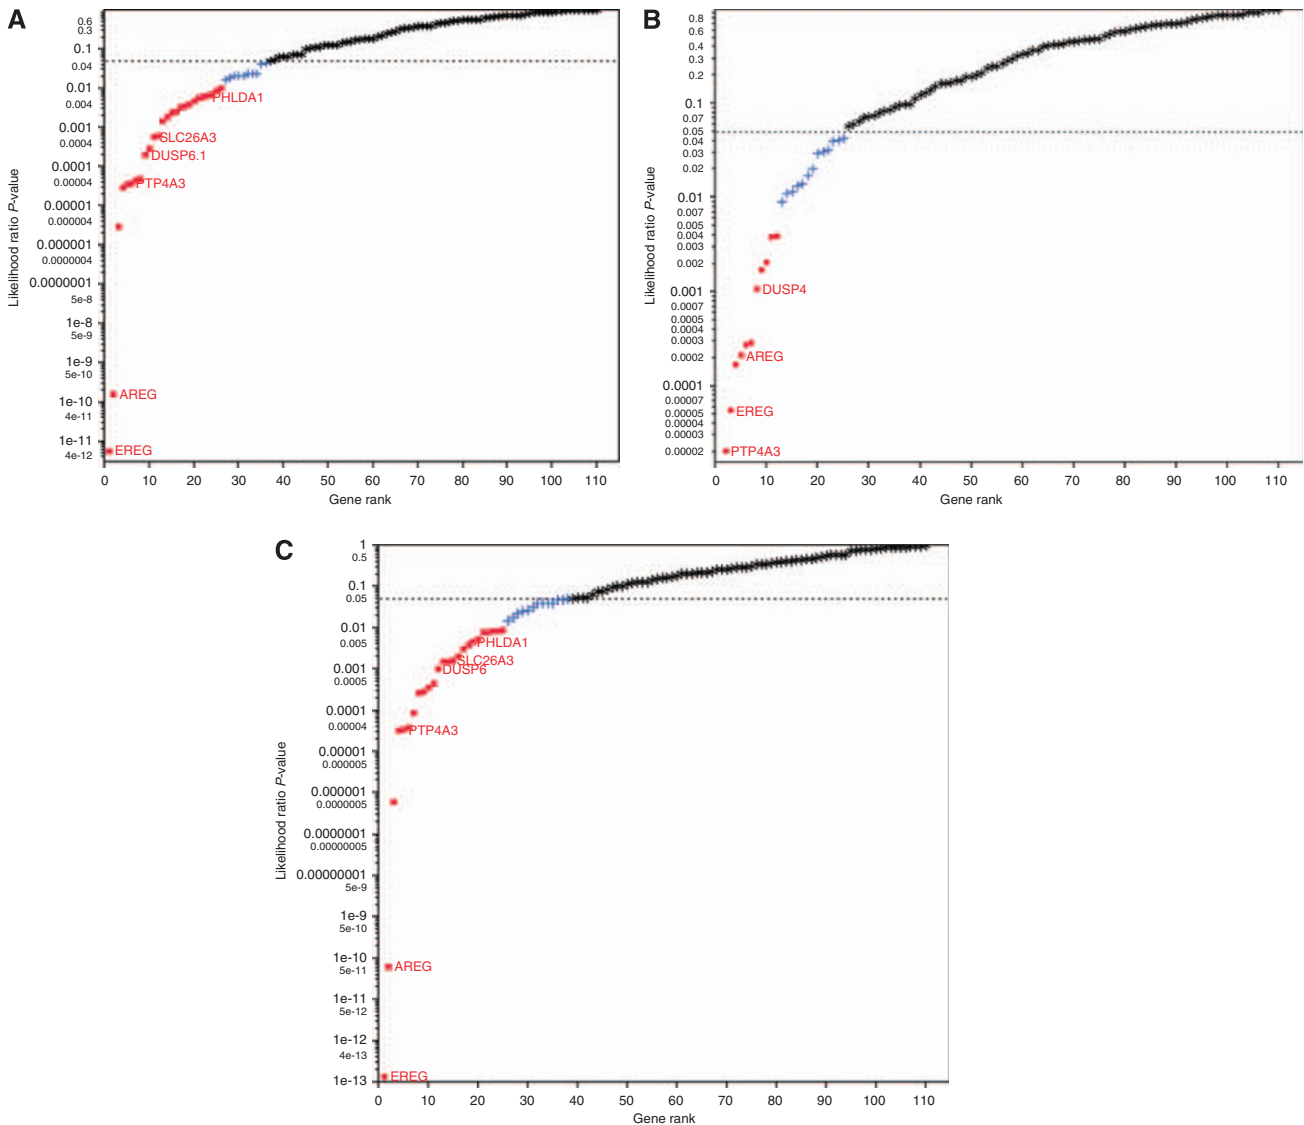 A
0.6
0.3
0.1
0.04
0.01
0.004
0.001
0.0004
0.0001
0.00004
0.00001
0.000004
0.000001
0.0000004
0.0000001
5e-8
1e-8
5e-9
1e-9
5e-10
1e-10
4e-11
1e-11
4e-12
Likelihood ratio P-value
PHLDA1
SLC26A3
DUSP6.1
PTP4A3
AREG
EREG
0 10 20 30 40 50 60 70 80 90 100 110
Gene rank
B
0.8
0.6
0.4
0.3
0.2
0.1
0.07
0.05
0.03
0.02
0.01
0.007
0.005
0.004
0.003
0.002
0.001
0.0007
0.0005
0.0004
0.0003
0.0002
0.0001
0.00007
0.00005
0.00004
0.00003
0.00002
Likelihood ratio P-value
DUSP4
AREG
EREG
PTP4A3
0 10 20 30 40 50 60 70 80 90 100 110
Gene rank
C
1
0.5
0.1
0.05
0.01
0.005
0.001
0.0005
0.0001
0.00004
0.00001
0.000005
0.000001
0.0000005
0.0000001
0.00000005
0.00000001
5e-9
1e-9
5e-10
1e-10
5e-11
1e-11
5e-12
1e-12
4e-13
1e-13
Likelihood ratio P-value
PHLDA1
SLC26A3
DUSP6
PTP4A3
AREG
EREG
0 10 20 30 40 50 60 70 80 90 100 110
Gene rank